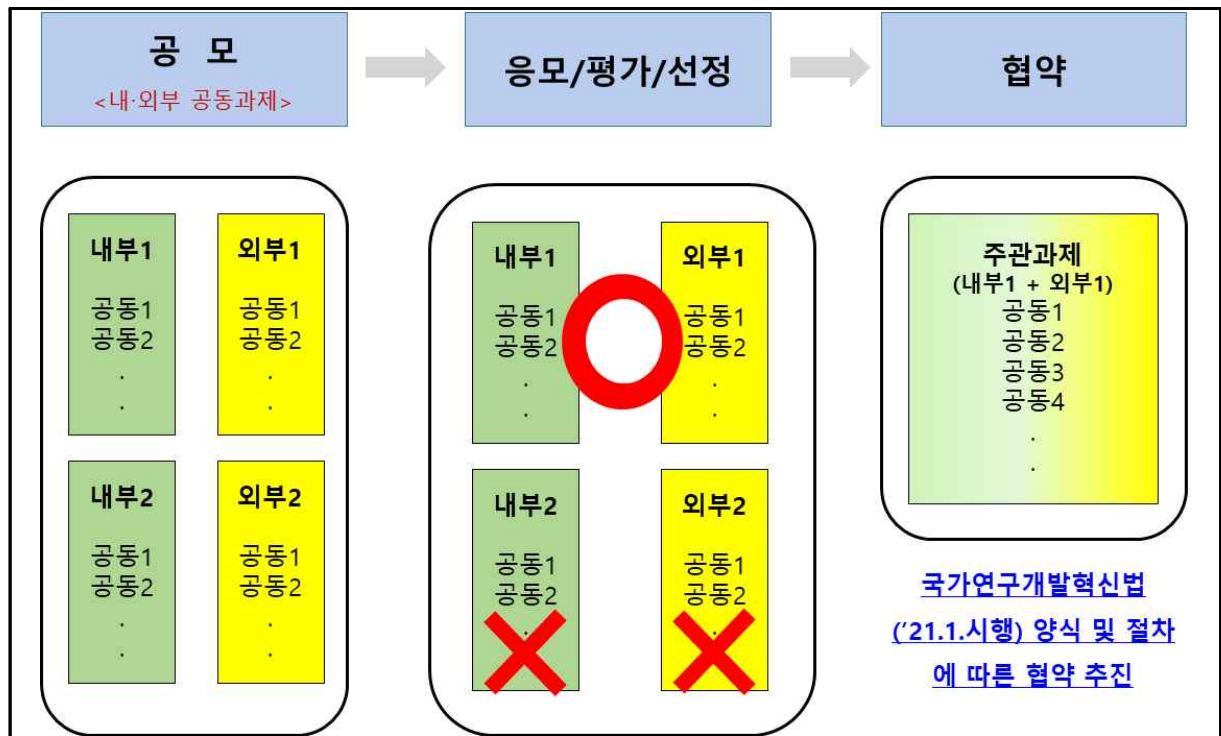 공 모
<내·외부 공동과제>
응모/평가/선정
협약
내부1
공동1
공동2
.
.
외부1
공동1
공동2
.
.
내부2
공동1
공동2
.
.
외부2
공동1
공동2
.
.
내부1
공동1
공동2
.
.
외부1
공동1
공동2
.
.
내부2
공동1
공동2
.
외부2
공동1
공동2
.
주관과제
(내부1 + 외부1)
공동1
공동2
공동3
공동4
.
.
국가연구개발혁신법
('21.1.시행) 양식 및 절차
에 따른 협약 추진